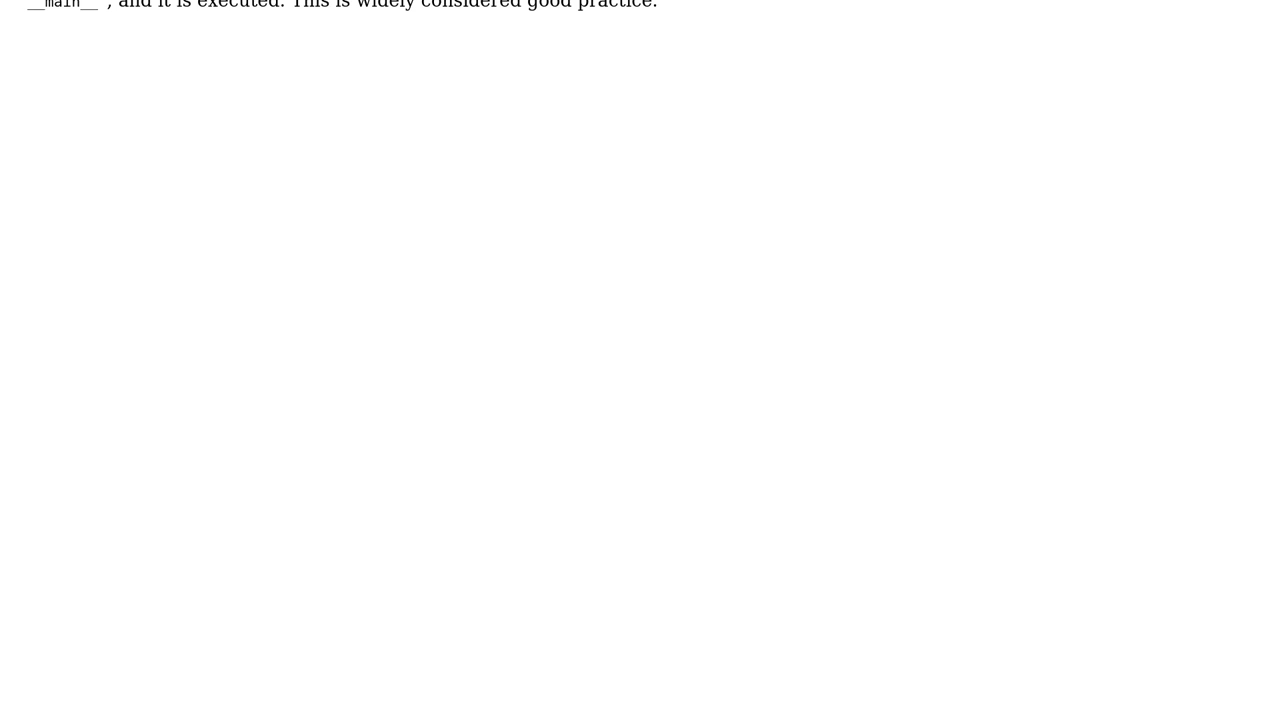 __main__ , and it is executed. This is widely considered good practice.